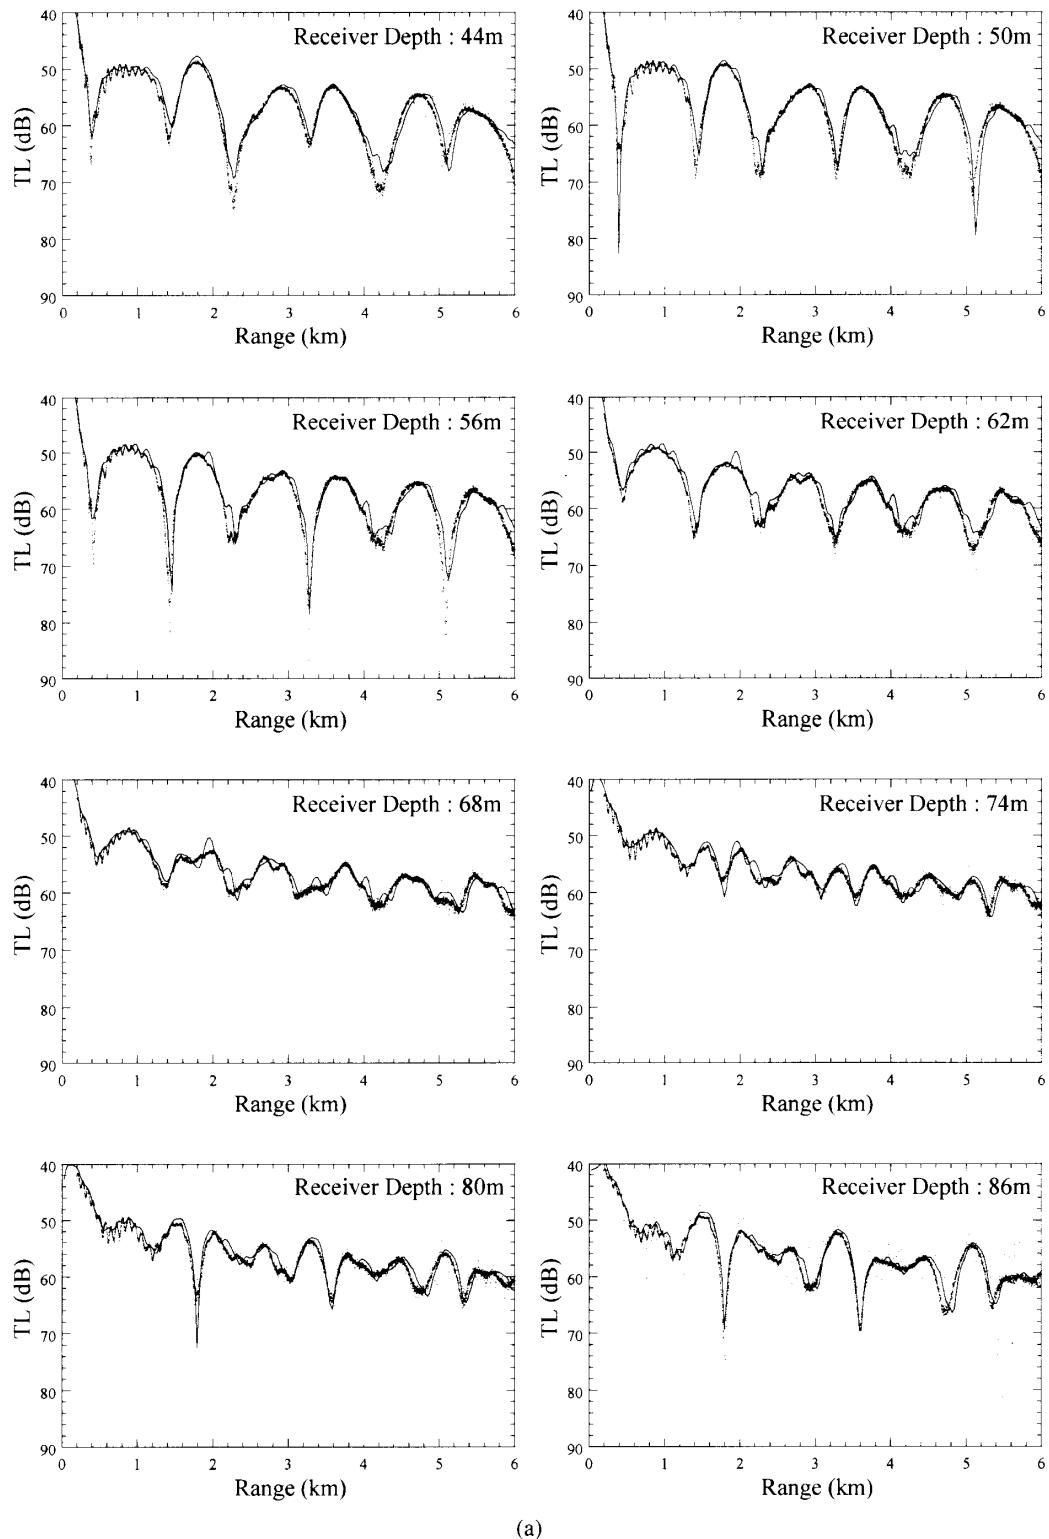 Receiver Depth : 44m
TL (dB)
40
50
60
70
80
90
0 1 2 3 4 5 6
Range (km)
Receiver Depth : 50m
TL (dB)
40
50
60
70
80
90
0 1 2 3 4 5 6
Range (km)
Receiver Depth : 56m
TL (dB)
40
50
60
70
80
90
0 1 2 3 4 5 6
Range (km)
Receiver Depth : 62m
TL (dB)
40
50
60
70
80
90
0 1 2 3 4 5 6
Range (km)
Receiver Depth : 68m
TL (dB)
40
50
60
70
80
90
0 1 2 3 4 5 6
Range (km)
Receiver Depth : 74m
TL (dB)
40
50
60
70
80
90
0 1 2 3 4 5 6
Range (km)
Receiver Depth : 80m
TL (dB)
40
50
60
70
80
90
0 1 2 3 4 5 6
Range (km)
Receiver Depth : 86m
TL (dB)
40
50
60
70
80
90
0 1 2 3 4 5 6
Range (km)
(a)